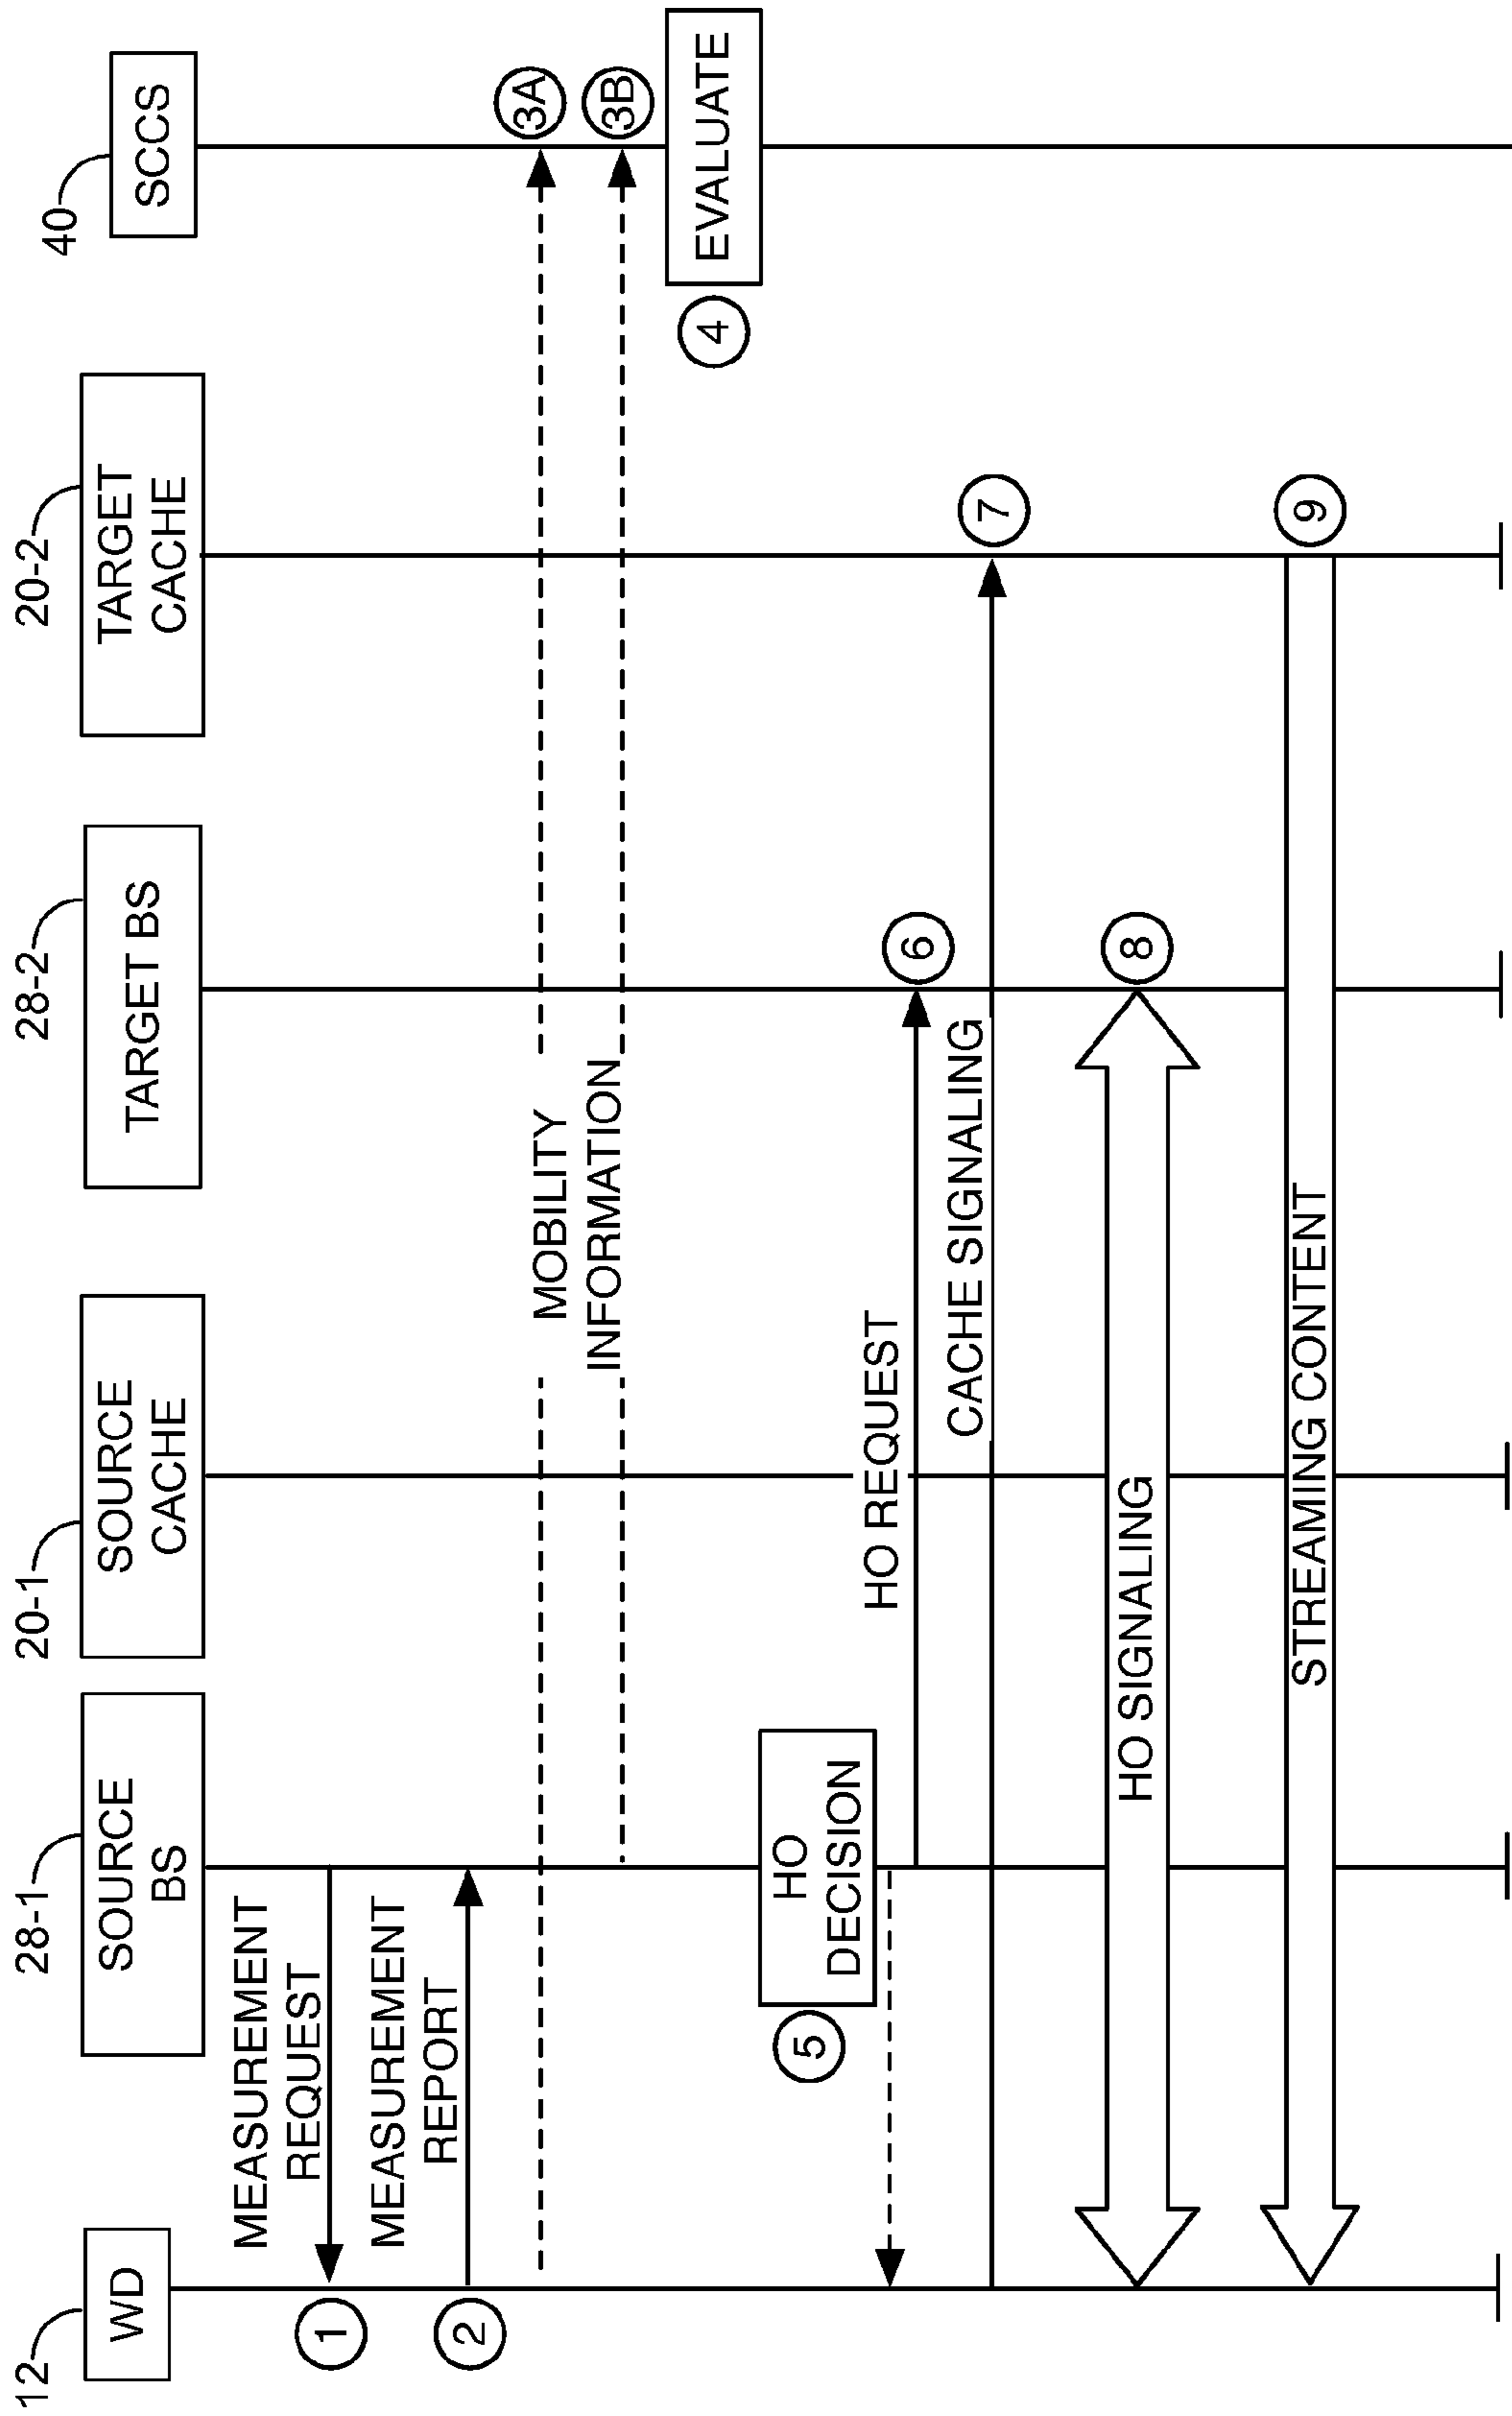 12
28-1
20-1
28-2
20-2
40
WD
SOURCE
BS
SOURCE
CACHE
TARGET BS
TARGET
CACHE
SCCS
MEASUREMENT
REQUEST
1
MEASUREMENT
REPORT
2
MOBILITY
INFORMATION
3A
3B
4
EVALUATE
5
HO
DECISION
HO REQUEST
6
CACHE SIGNALING
7
HO SIGNALING
8
STREAMING CONTENT
9